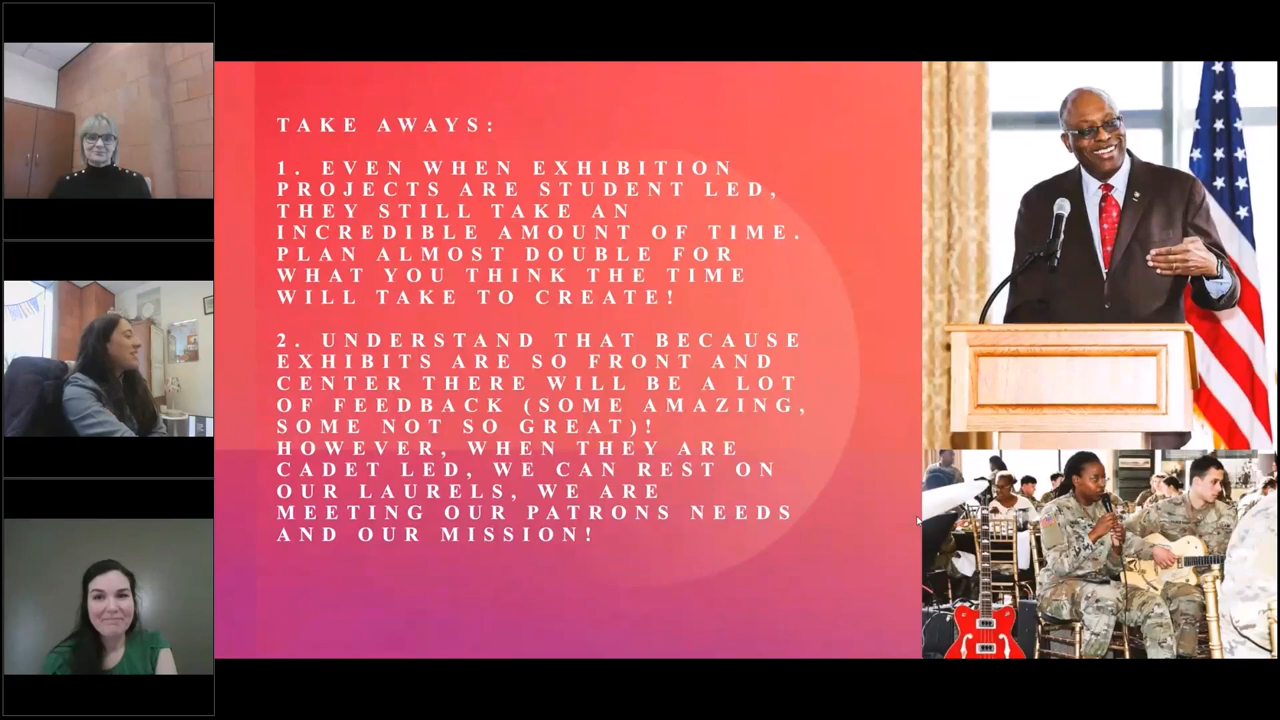 TAKE AWAYS:
1. EVEN WHEN EXHIBITION
PROJECTS ARE STUDENT LED,
THEY STILL TAKE AN
INCREDIBLE AMOUNT OF TIME.
PLAN ALMOST DOUBLE FOR
WHAT YOU THINK THE TIME
WILL TAKE TO CREATE!
2. UNDERSTAND THAT BECAUSE
EXHIBITS ARE SO FRONT AND
CENTER THERE WILL BE A LOT
OF FEEDBACK (SOME AMAZING,
SOME NOT SO GREAT)!
HOWEVER, WHEN THEY ARE
CADET LED, WE CAN REST ON
OUR LAURELS, WE ARE
MEETING OUR PATRONS NEEDS
AND OUR MISSION!